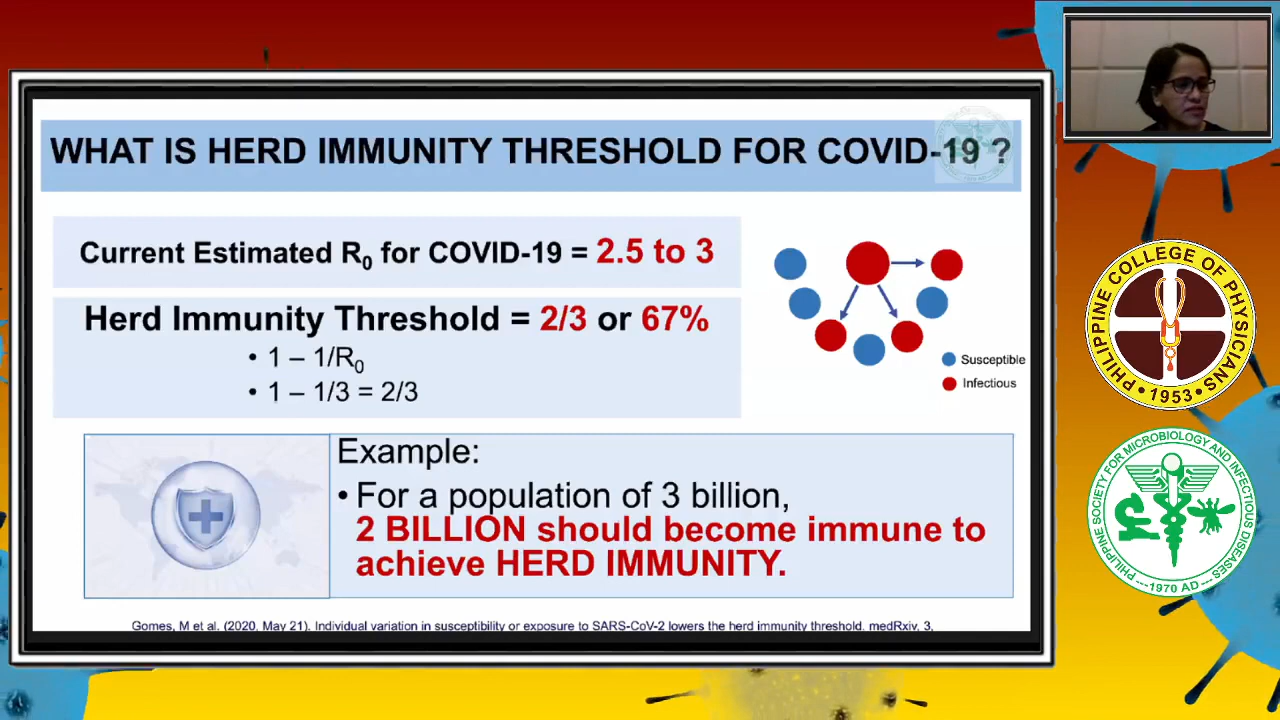 WHAT IS HERD IMMUNITY THRESHOLD FOR COVID-19 ?
Current Estimated R₀ for COVID-19 = 2.5 to 3
Herd Immunity Threshold = 2/3 or 67%
• 1 – 1/R₀
• 1 – 1/3 = 2/3
Susceptible
Infectious
Example:
• For a population of 3 billion,
2 BILLION should become immune to
achieve HERD IMMUNITY.
Gomes, M et al. (2020, May 21). Individual variation in susceptibility or exposure to SARS-CoV-2 lowers the herd immunity threshold. medRxiv, 3,
PHILIPPINE COLLEGE OF PHYSICIANS
• 1953 •
PHILIPPINE SOCIETY FOR MICROBIOLOGY AND INFECTIOUS DISEASES
---1970 AD---